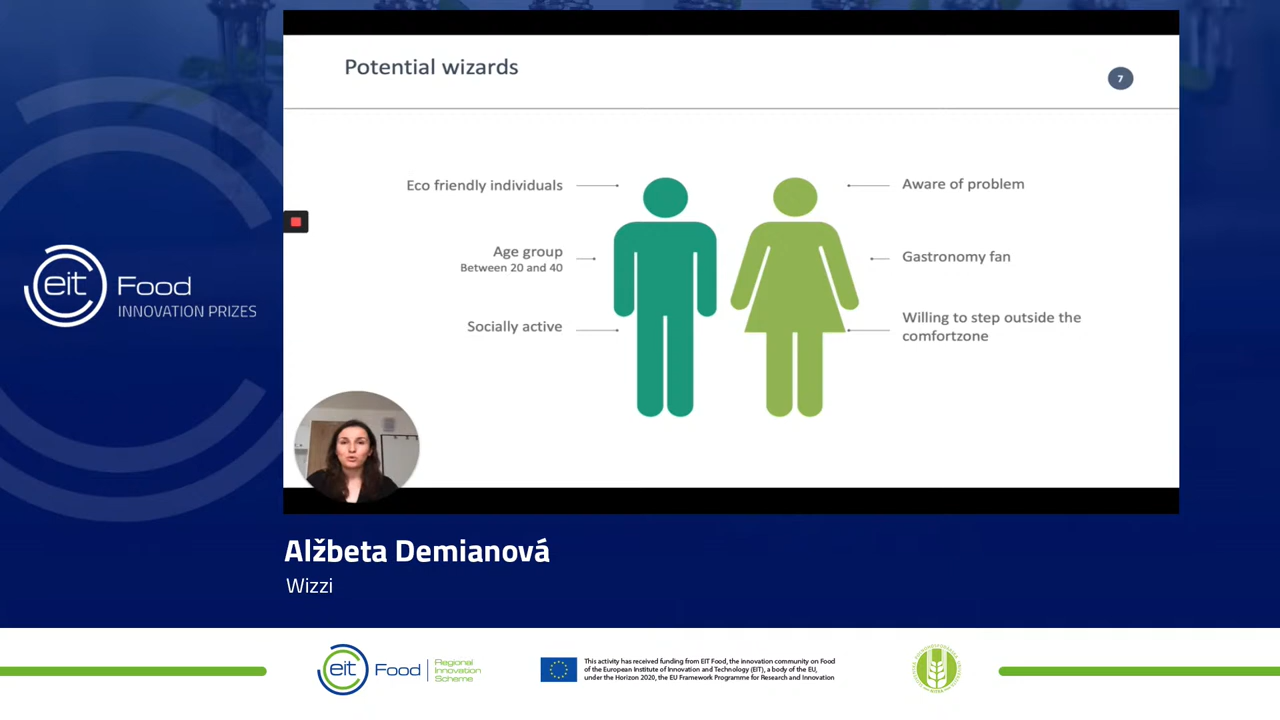 Potential wizards
7
Eco friendly individuals
Aware of problem
Age group
Between 20 and 40
Gastronomy fan
Socially active
Willing to step outside the
comfortzone
eit Food
INNOVATION PRIZES
Alžbeta Demianová
Wizzi
eit Food
Regional
Innovation
Scheme
This activity has received funding from EIT Food, the innovation community on Food
of the European Institute of Innovation and Technology (EIT), a body of the EU,
under the Horizon 2020, the EU Framework Programme for Research and Innovation